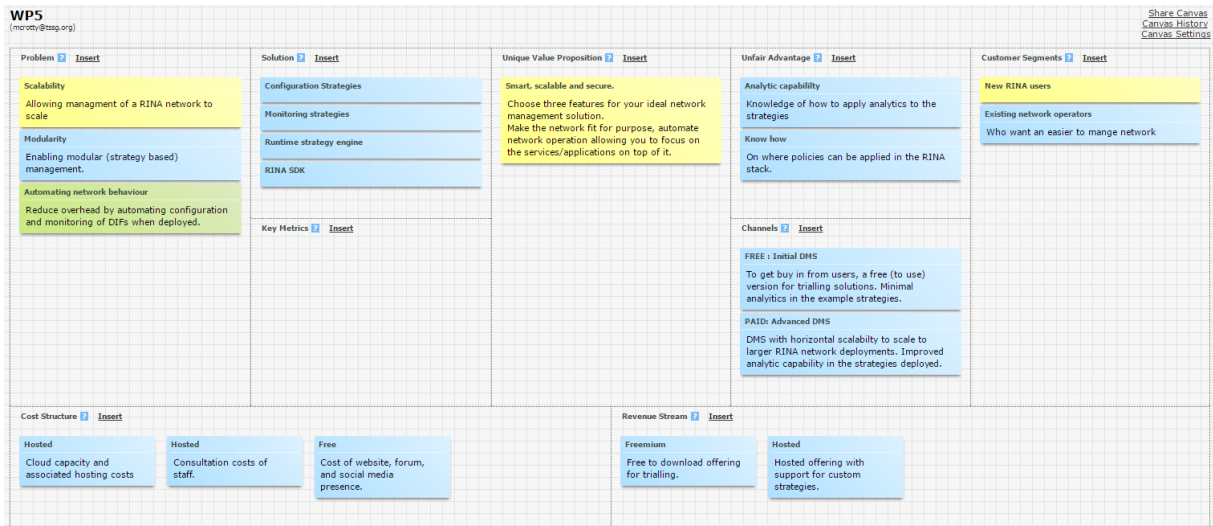 WP5
(mcrotty@tssg.org)
Share Canvas
Canvas History
Canvas Settings
Problem ? Insert
Scalability
Allowing managment of a RINA network to
scale
Modularity
Enabling modular (strategy based)
management.
Automating network behaviour
Reduce overhead by automating configuration
and monitoring of DIFs when deployed.
Solution ? Insert
Configuration Strategies
Monitoring strategies
Runtime strategy engine
RINA SDK
Key Metrics ? Insert
Unique Value Proposition ? Insert
Smart, scalable and secure.
Choose three features for your ideal network
management solution.
Make the network fit for purpose, automate
network operation allowing you to focus on
the services/applications on top of it.
Unfair Advantage ? Insert
Analytic capability
Knowledge of how to apply analytics to the
strategies
Know how
On where policies can be applied in the RINA
stack.
Channels ? Insert
FREE : Initial DMS
To get buy in from users, a free (to use)
version for trialling solutions. Minimal
analyitics in the example strategies.
PAID: Advanced DMS
DMS with horizontal scalabilty to scale to
larger RINA network deployments. Improved
analytic capability in the strategies deployed.
Customer Segments ? Insert
New RINA users
Existing network operators
Who want an easier to mange network
Cost Structure ? Insert
Hosted
Cloud capacity and
associated hosting costs
Hosted
Consultation costs of
staff.
Free
Cost of website, forum,
and social media
presence.
Revenue Stream ? Insert
Freemium
Free to download offering
for trialling.
Hosted
Hosted offering with
support for custom
strategies.